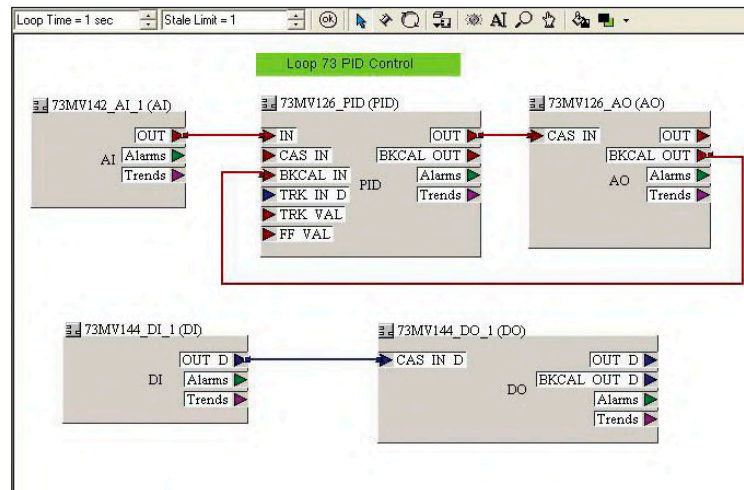 Loop Time = 1 sec
Stale Limit = 1
ok
AI
Loop 73 PID Control
73MV142_AI_1 (AI)
OUT
Alarms
Trends
AI
73MV126_PID (PID)
IN
CAS IN
BKCAL IN
TRK IN D
TRK VAL
FF VAL
PID
OUT
BKCAL OUT
Alarms
Trends
73MV126_AO (AO)
CAS IN
AO
OUT
BKCAL OUT
Alarms
Trends
73MV144_DI_1 (DI)
OUT D
Alarms
Trends
DI
73MV144_DO_1 (DO)
CAS IN D
DO
OUT D
BKCAL OUT D
Alarms
Trends